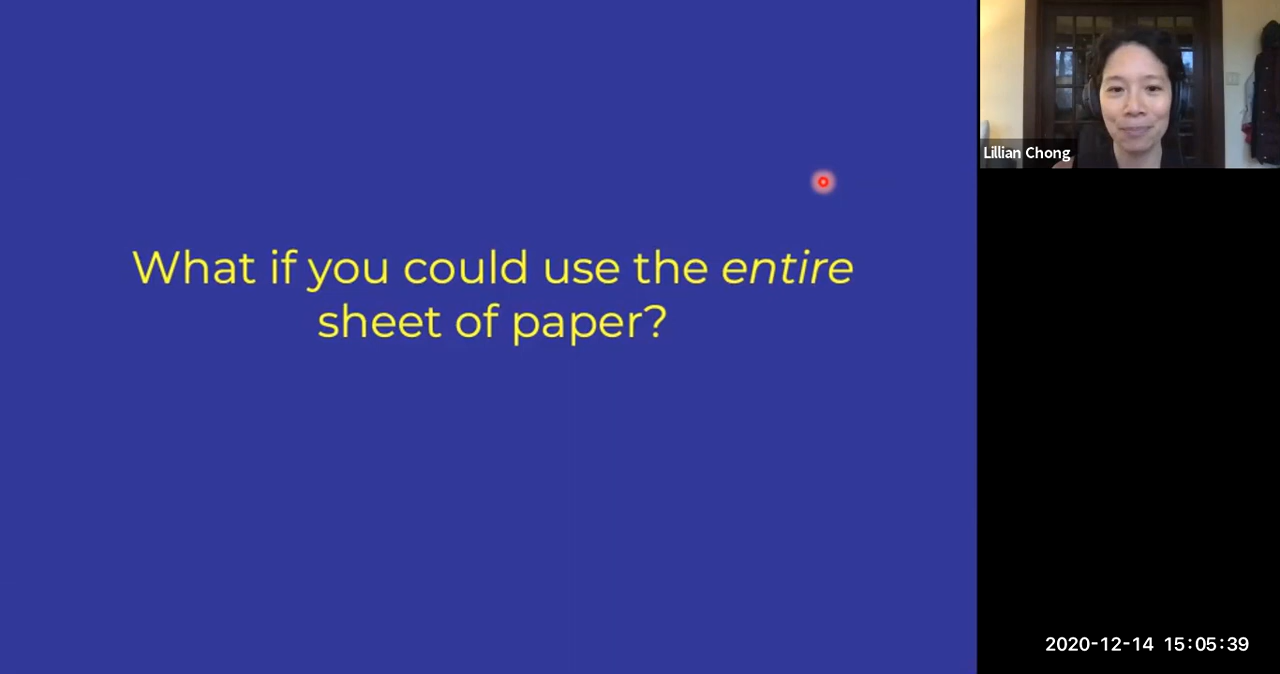 What if you could use the entire
sheet of paper?
Lillian Chong
2020-12-14 15:05:39